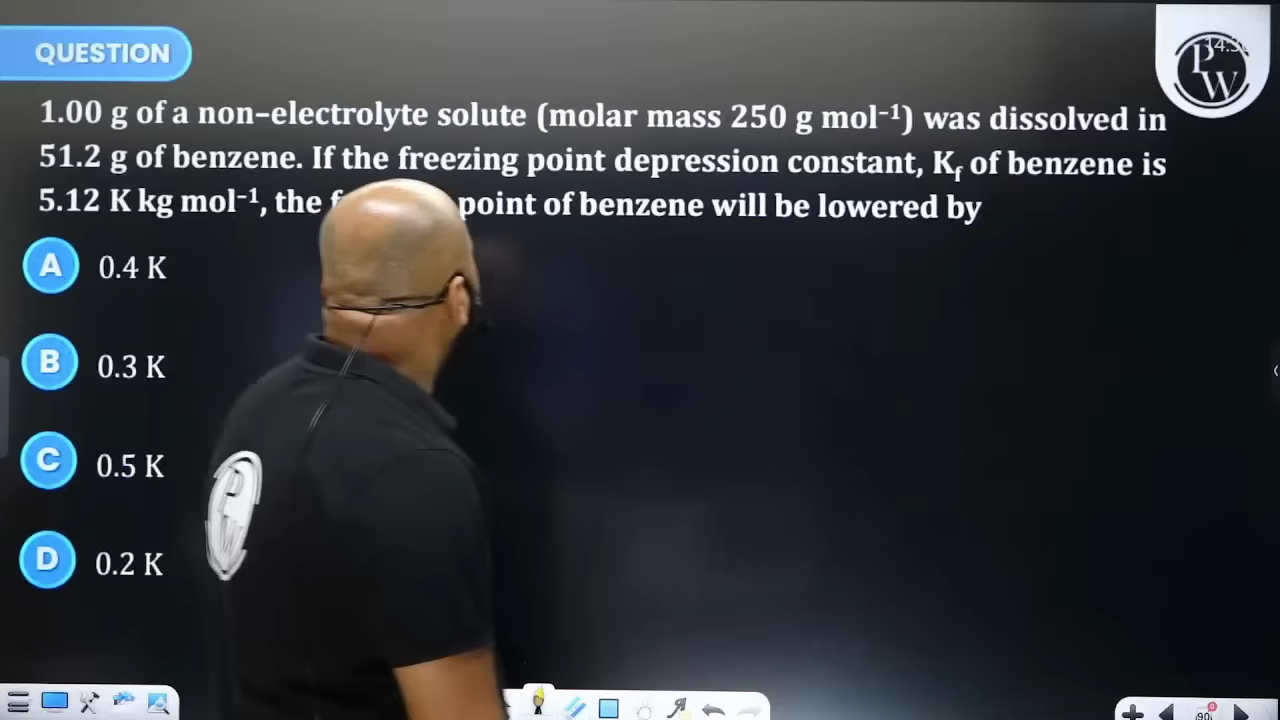 QUESTION
1.00 g of a non-electrolyte solute (molar mass 250 g mol⁻¹) was dissolved in
51.2 g of benzene. If the freezing point depression constant, K_f of benzene is
5.12 K kg mol⁻¹, the point of benzene will be lowered by
A 0.4 K
B 0.3 K
C 0.5 K
D 0.2 K
P
W
90